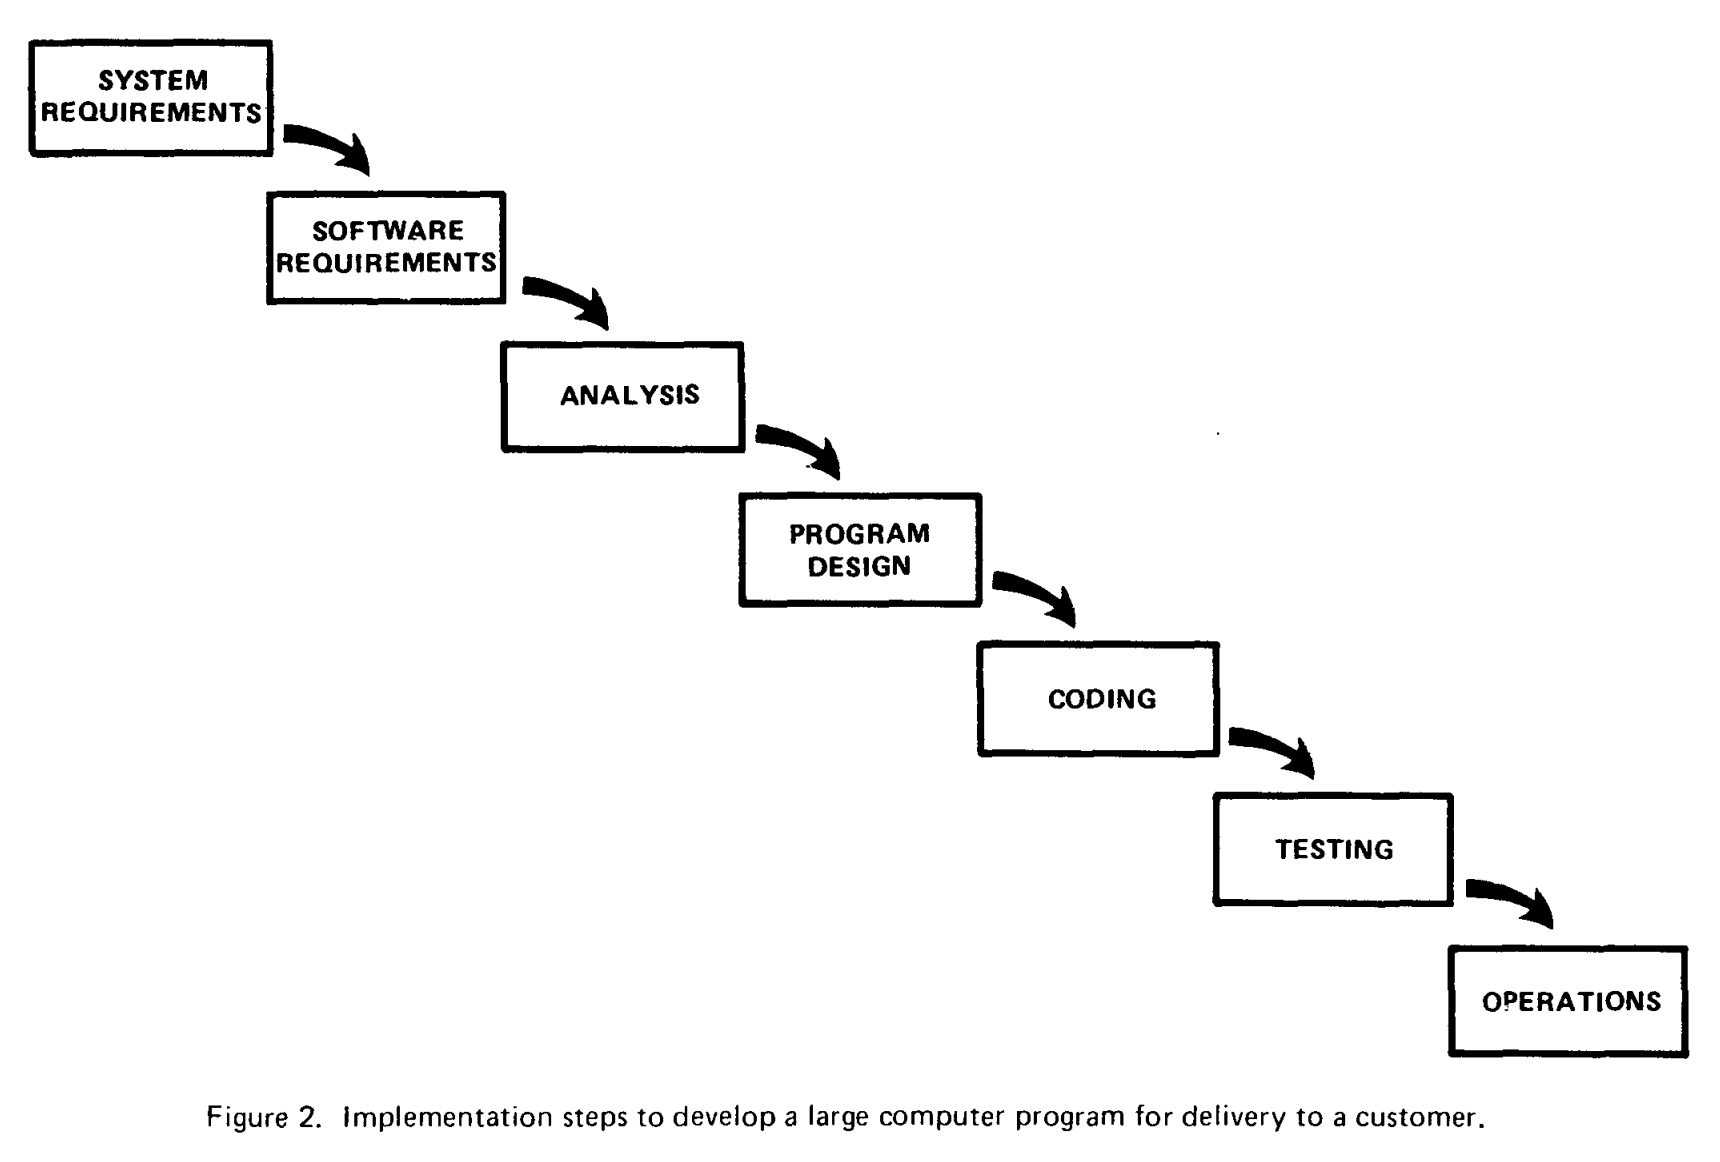 SYSTEM
REQUIREMENTS
SOFTWARE
REQUIREMENTS
ANALYSIS
PROGRAM
DESIGN
CODING
TESTING
OPERATIONS
Figure 2. Implementation steps to develop a large computer program for delivery to a customer.